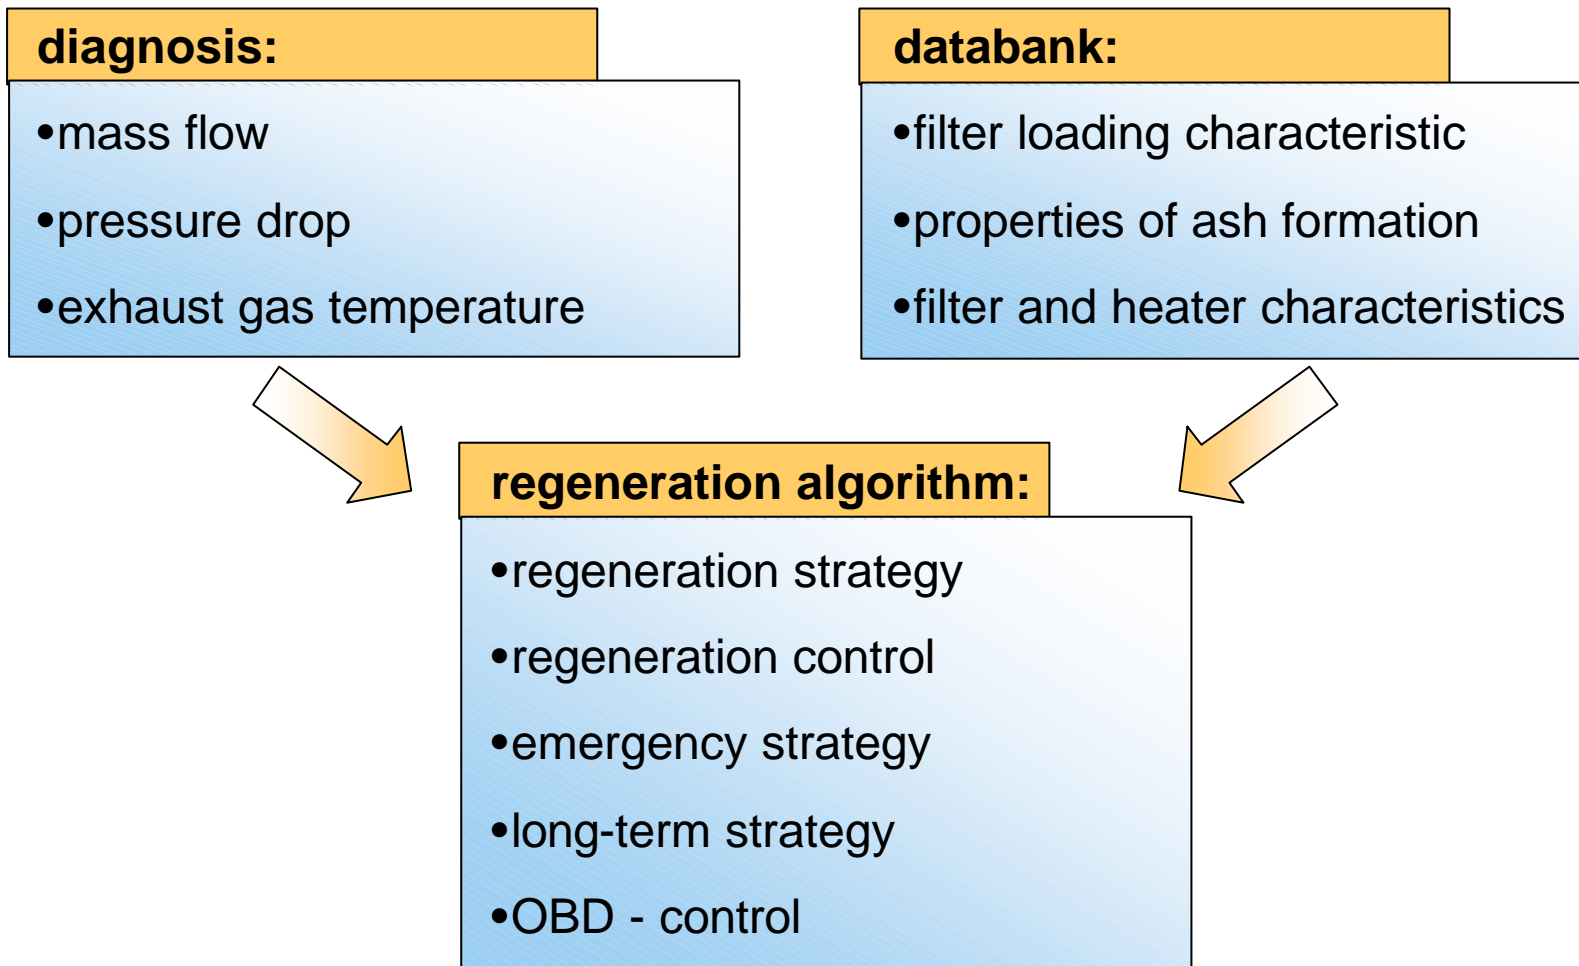 diagnosis:
•mass flow
•pressure drop
•exhaust gas temperature
databank:
•filter loading characteristic
•properties of ash formation
•filter and heater characteristics
regeneration algorithm:
•regeneration strategy
•regeneration control
•emergency strategy
•long-term strategy
•OBD - control